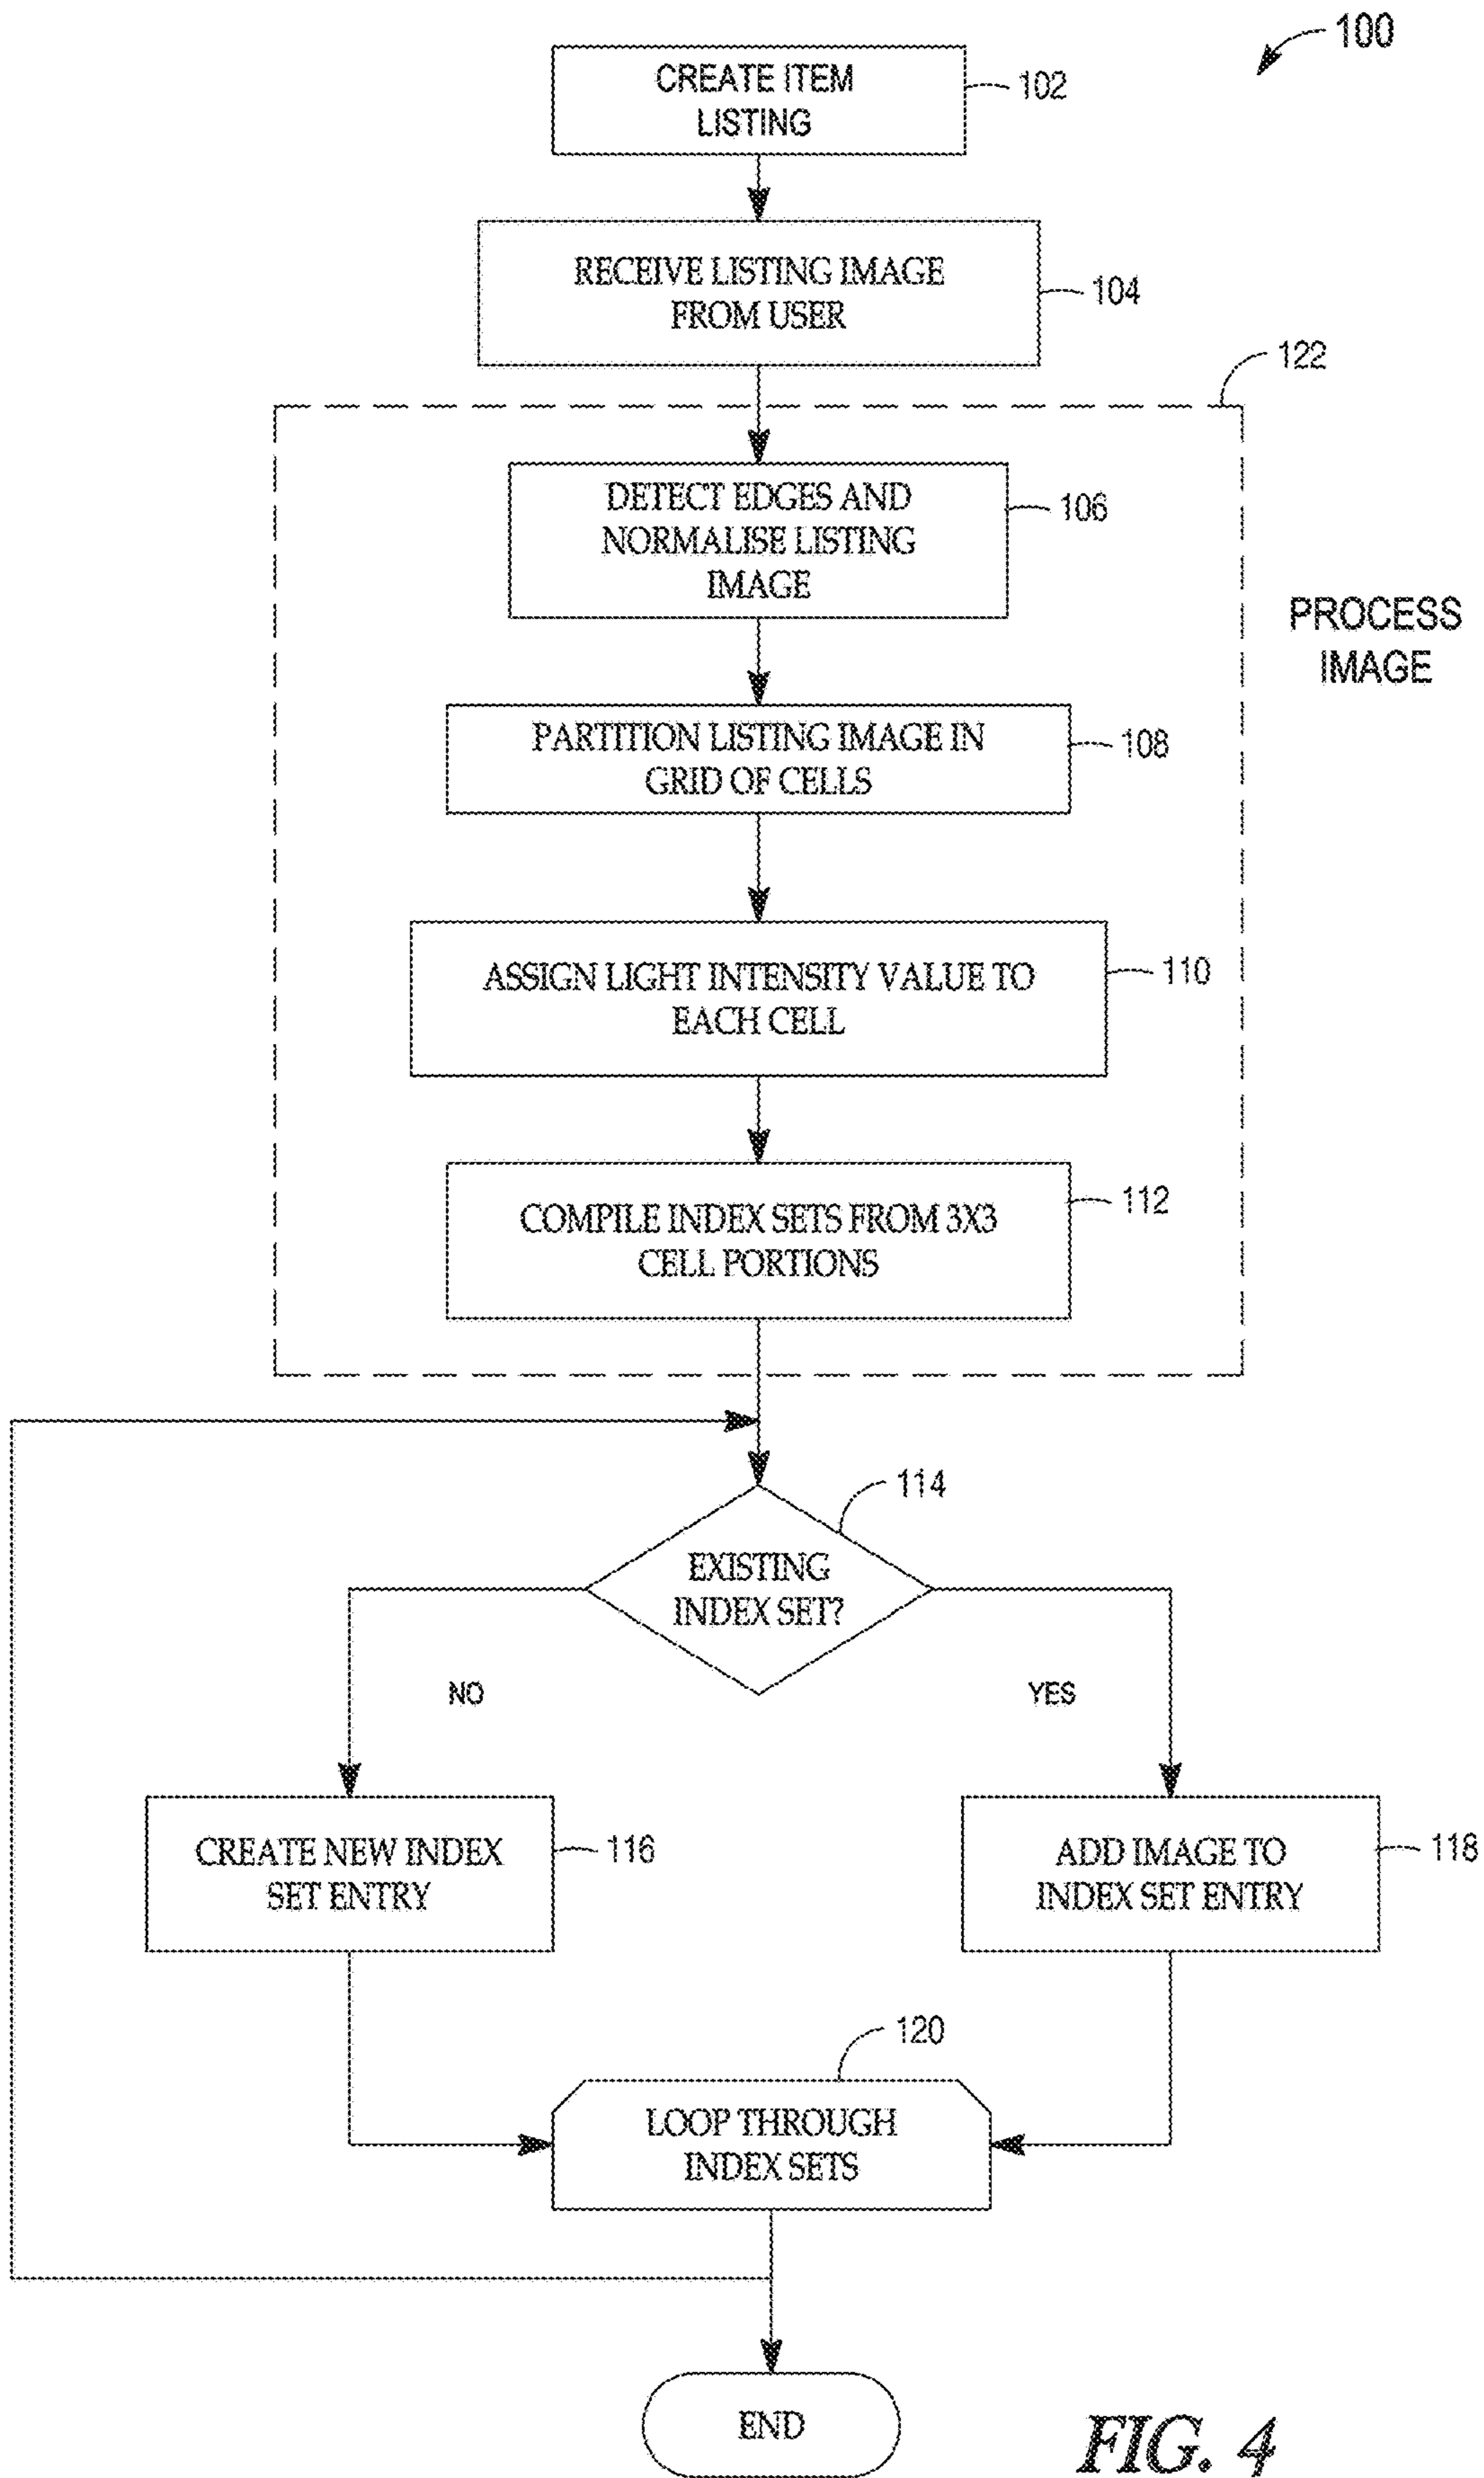 100
CREATE ITEM
LISTING
102
RECEIVE LISTING IMAGE
FROM USER
104
122
DETECT EDGES AND
NORMALISE LISTING
IMAGE
106
PROCESS
IMAGE
PARTITION LISTING IMAGE IN
GRID OF CELLS
108
ASSIGN LIGHT INTENSITY VALUE TO
EACH CELL
110
COMPILE INDEX SETS FROM 3X3
CELL PORTIONS
112
114
EXISTING
INDEX SET?
NO
YES
CREATE NEW INDEX
SET ENTRY
116
ADD IMAGE TO
INDEX SET ENTRY
118
120
LOOP THROUGH
INDEX SETS
END
FIG. 4